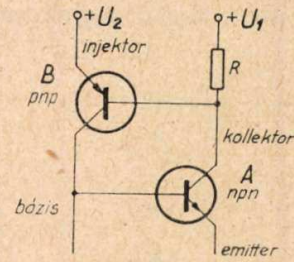 +U₂
+U₁
injektor
B
pnp
R
kollektor
A
npn
bázis
emitter